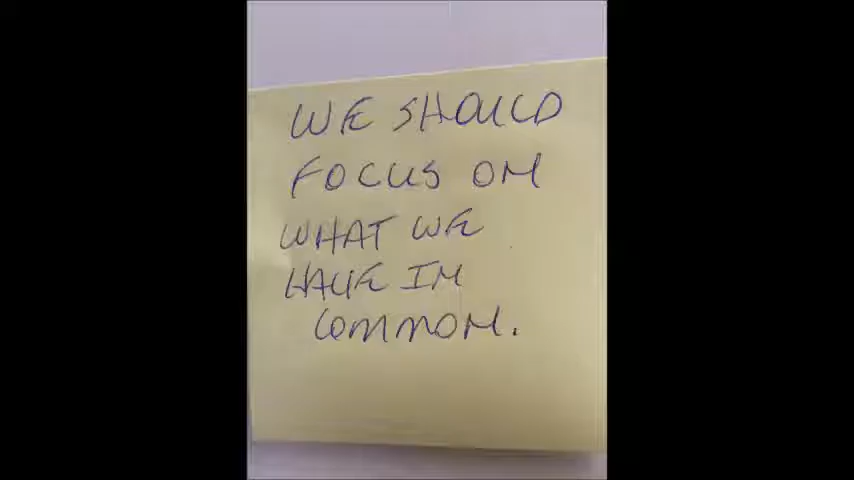 WE SHOULD
FOCUS ON
WHAT WE
HAVE IN
COMMON.